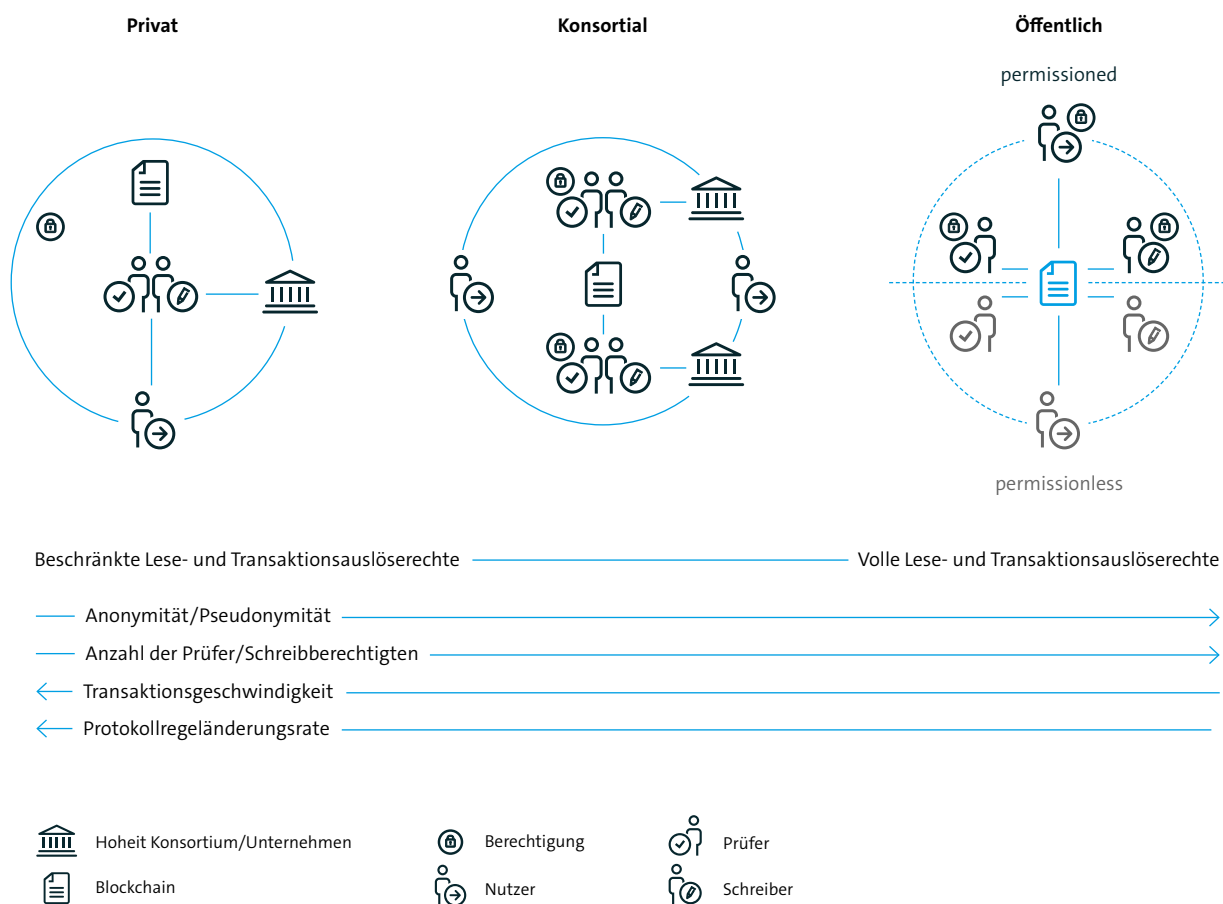 Privat
Konsortial
Öffentlich
permissioned
permissionless
Beschränkte Lese- und Transaktionsauslöserechte
Volle Lese- und Transaktionsauslöserechte
Anonymität/Pseudonymität
Anzahl der Prüfer/Schreibberechtigten
Transaktionsgeschwindigkeit
Protokollregeländerungsrate
Hoheit Konsortium/Unternehmen
Berechtigung
Prüfer
Blockchain
Nutzer
Schreiber